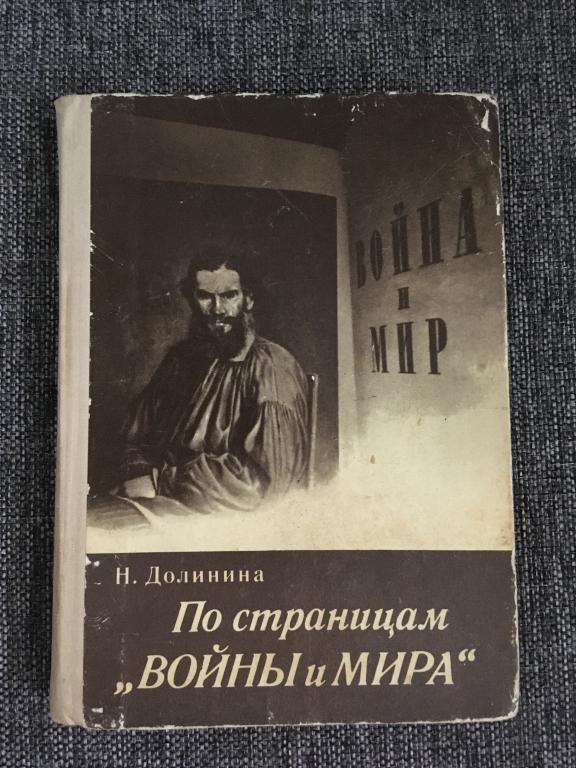 ВОЙНА
и
МИР
Н. Долинина
По страницам
„ВОЙНЫ и МИРА“